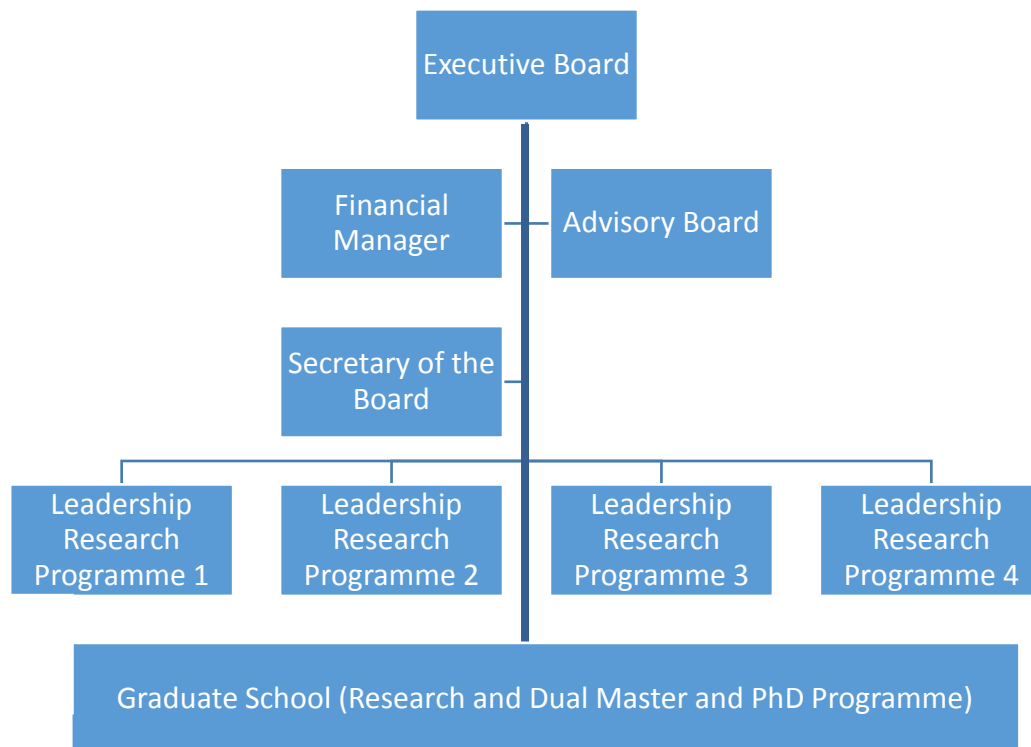 Executive Board
Financial
Manager
Advisory Board
Secretary of the
Board
Leadership
Research
Programme 1
Leadership
Research
Programme 2
Leadership
Research
Programme 3
Leadership
Research
Programme 4
Graduate School (Research and Dual Master and PhD Programme)